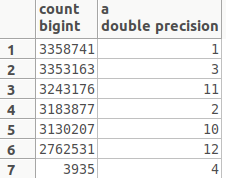 count a
bigint double precision
1 3358741 1
2 3353163 3
3 3243176 11
4 3183877 2
5 3130207 10
6 2762531 12
7 3935 4